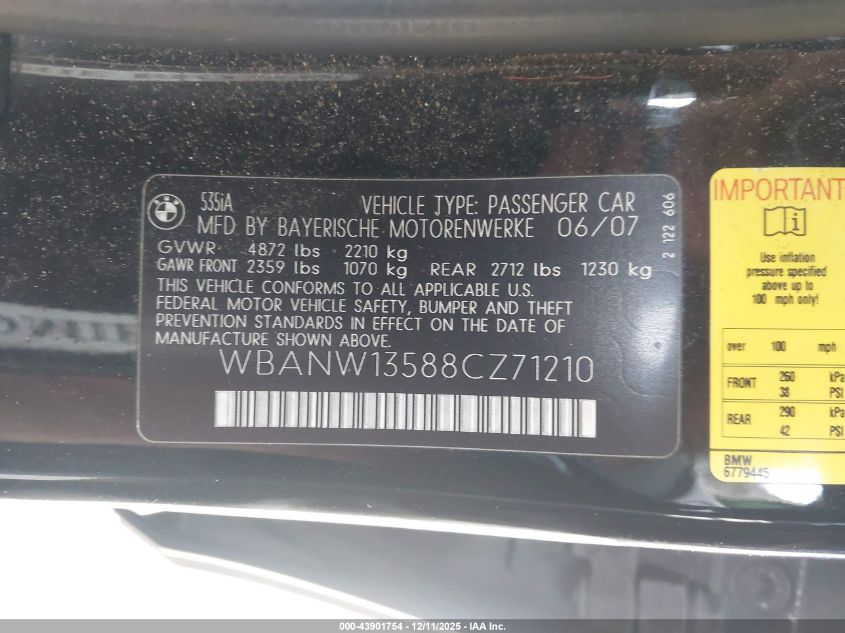 BMW
535iA
VEHICLE TYPE: PASSENGER CAR
MFD BY BAYERISCHE MOTORENWERKE 06/07
GVWR 4872 lbs 2210 kg
GAWR FRONT 2359 lbs 1070 kg REAR 2712 lbs 1230 kg
THIS VEHICLE CONFORMS TO ALL APPLICABLE U.S.
FEDERAL MOTOR VEHICLE SAFETY, BUMPER AND THEFT
PREVENTION STANDARDS IN EFFECT ON THE DATE OF
MANUFACTURE SHOWN ABOVE.
WBANW13588CZ71210
2 122 606
IMPORTANT
i
Use inflation
pressure specified
above up to
100 mph only!
over 100 mph
FRONT 260 kPa
38 PSI
REAR 290 kPa
42 PSI
BMW
6779445
000-43901754 - 12/11/2025 - IAA Inc.